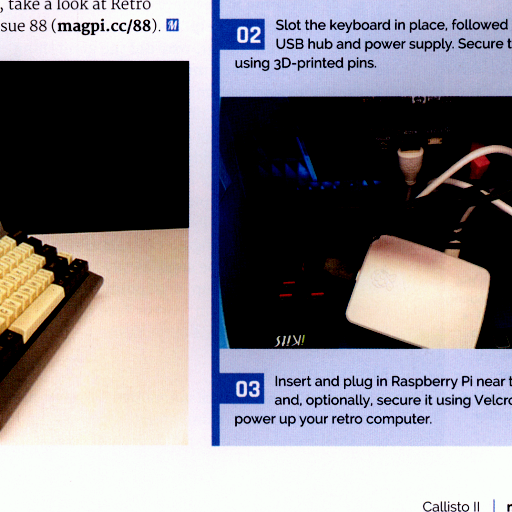 , take a look at Retro
sue 88 (magpi.cc/88).
02
Slot the keyboard in place, followed
USB hub and power supply. Secure t
using 3D-printed pins.
03
Insert and plug in Raspberry Pi near t
and, optionally, secure it using Velcro
power up your retro computer.
Callisto II